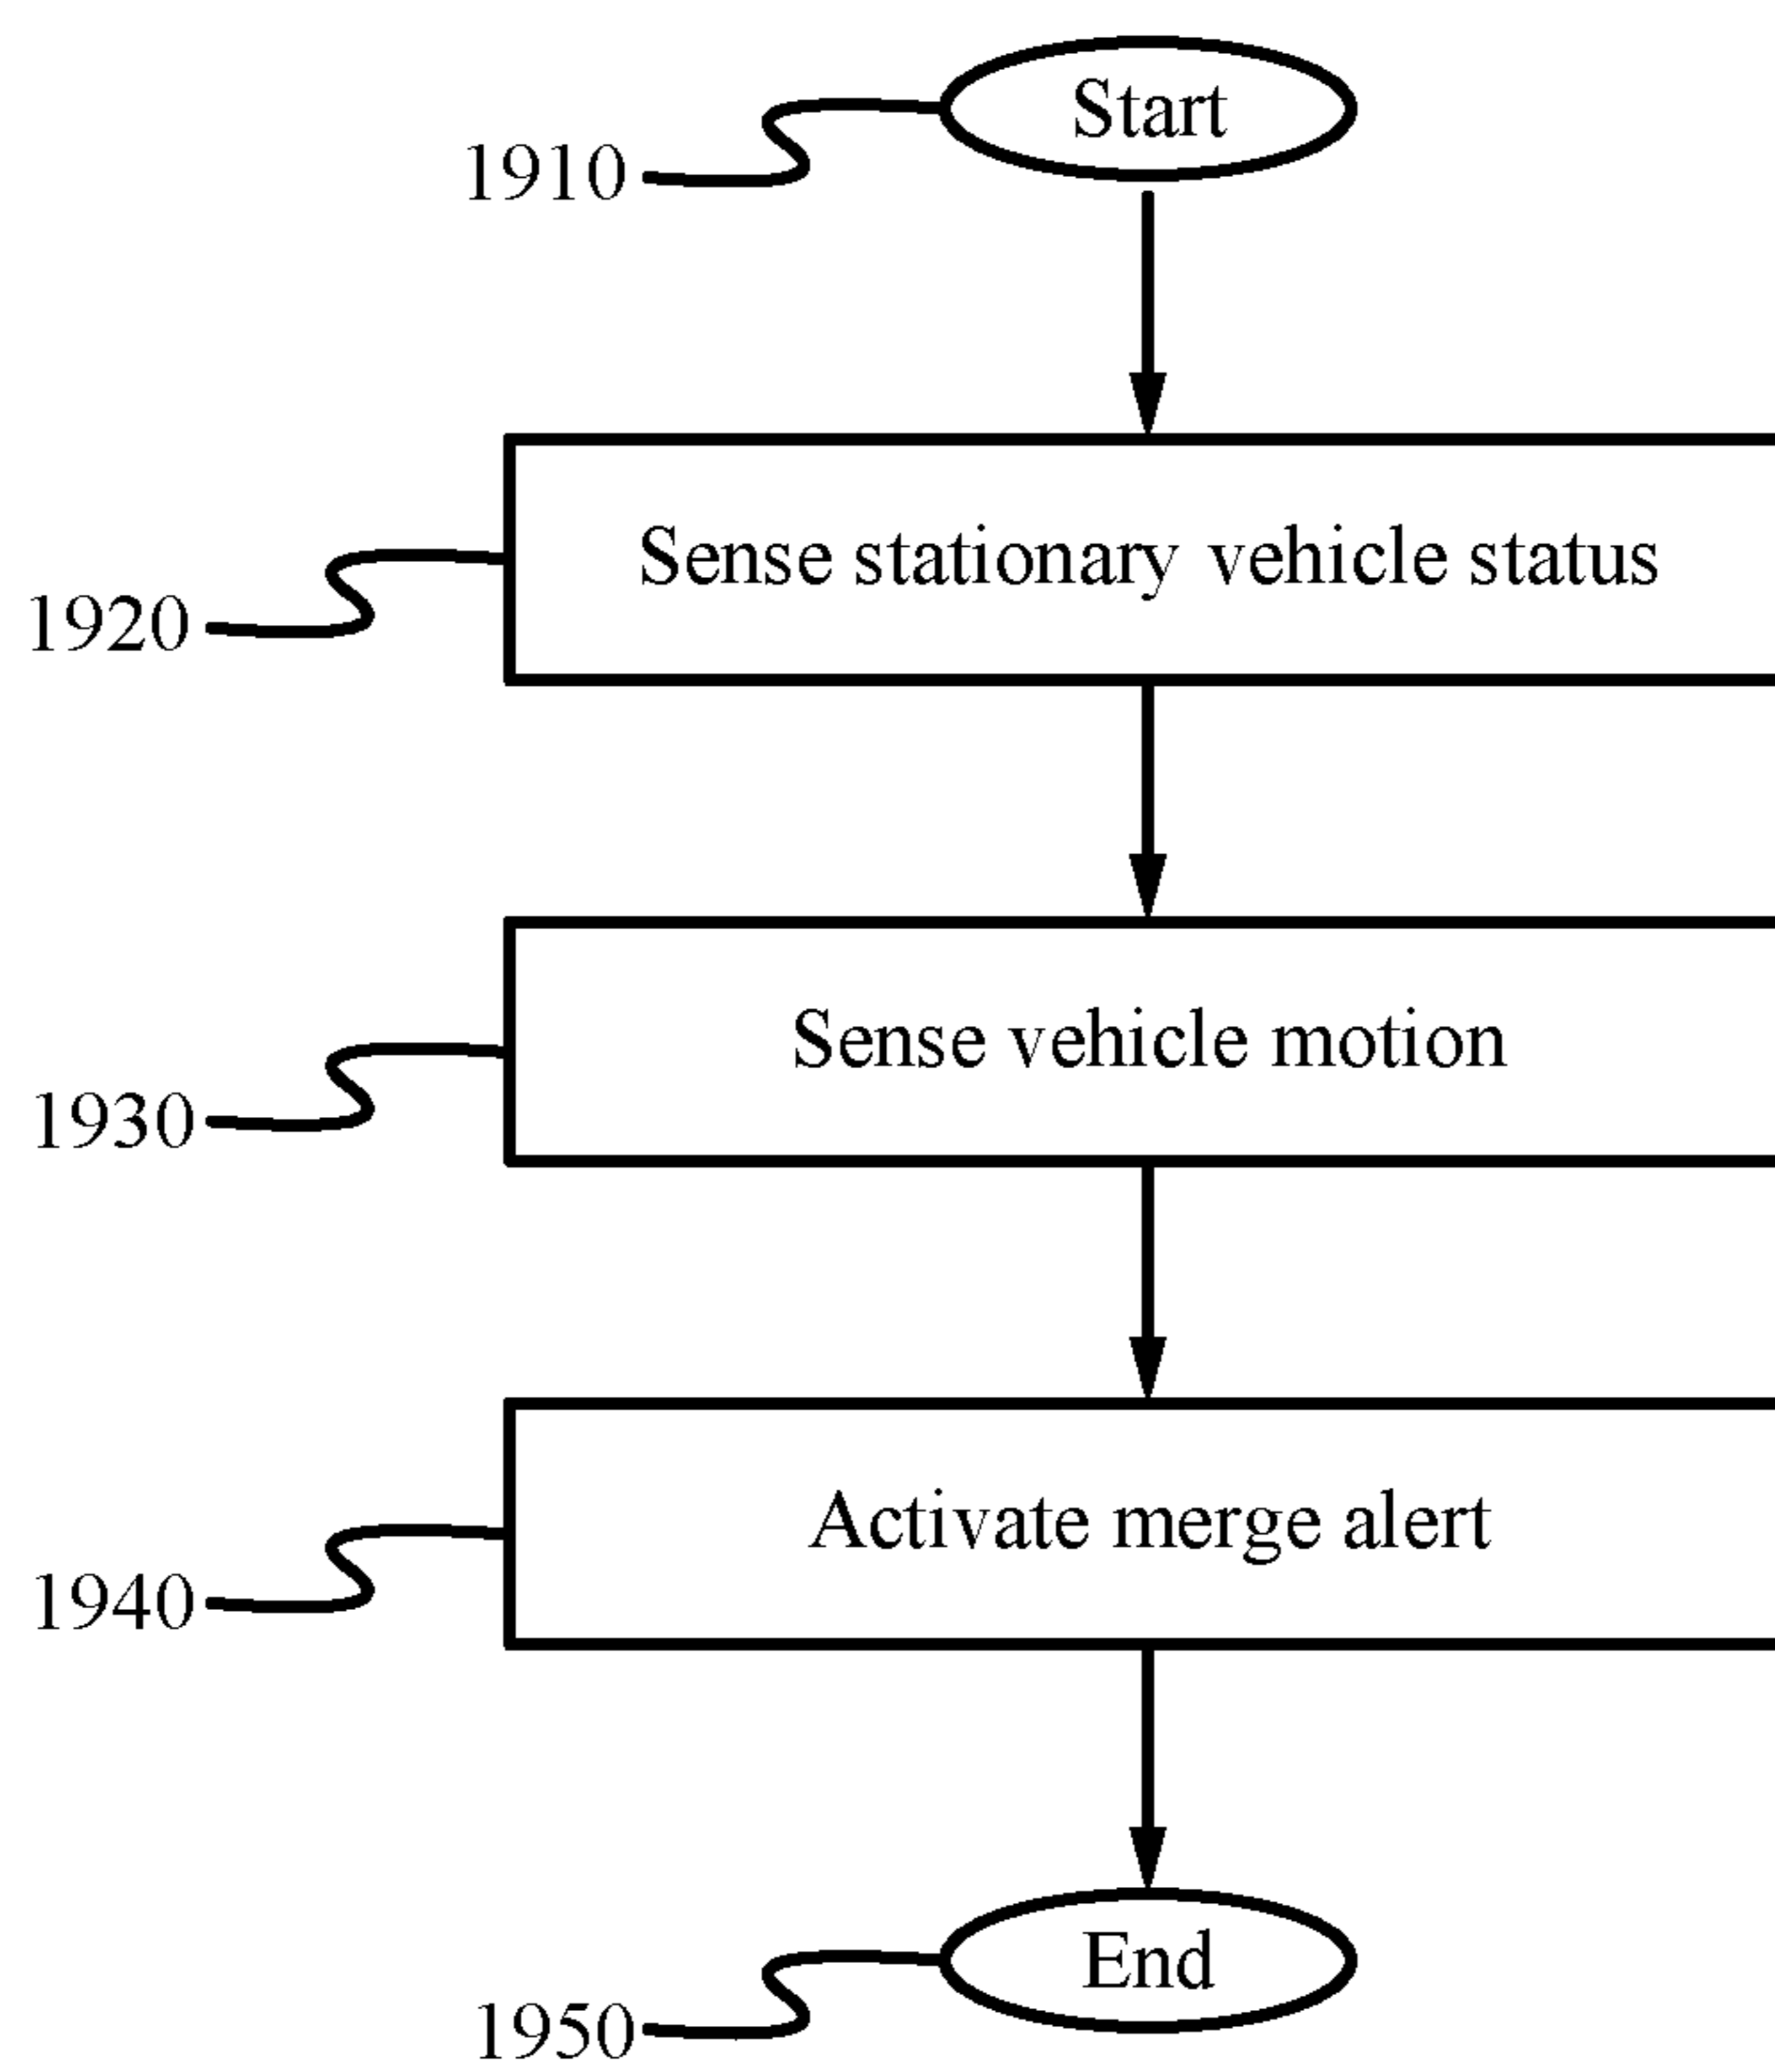 Start
1910
Sense stationary vehicle status
1920
Sense vehicle motion
1930
Activate merge alert
1940
End
1950